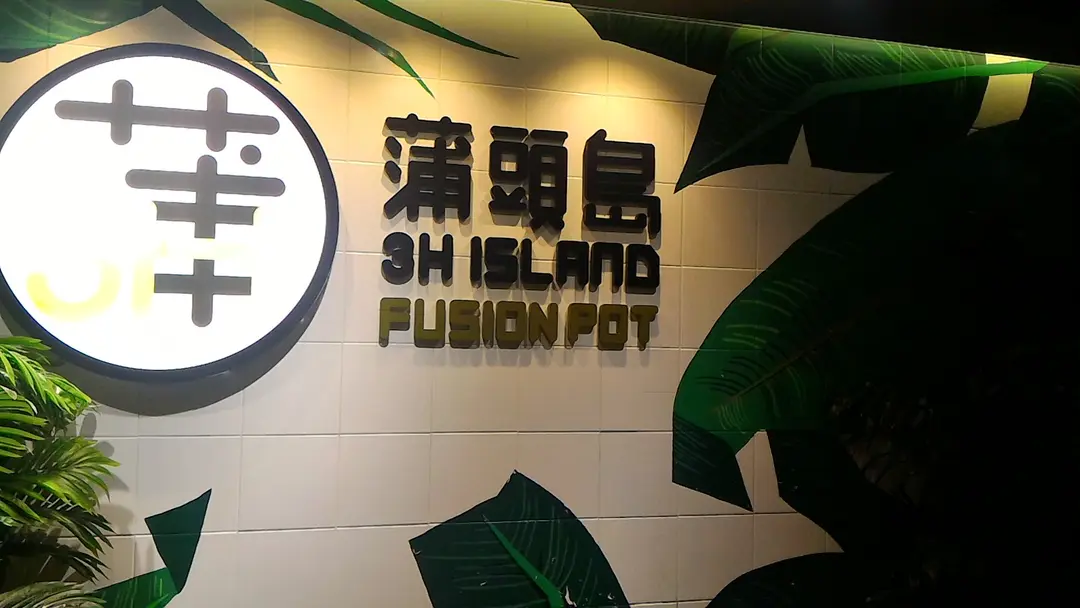 蒲頭島
3H ISLAND
FUSION POT